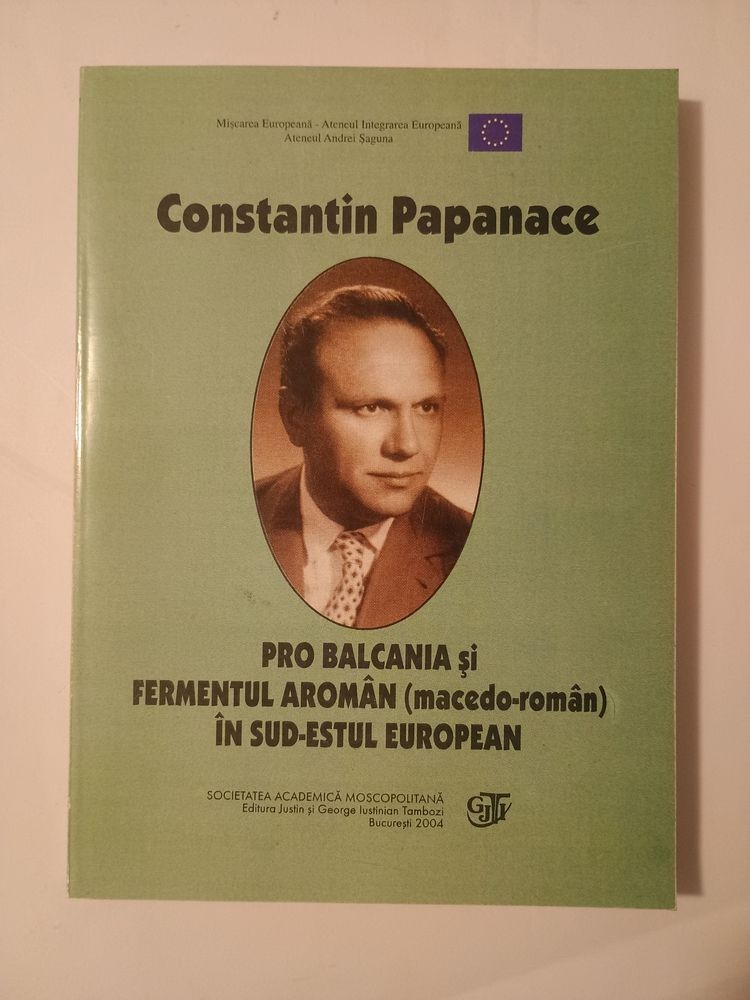 Mişcarea Europeană - Ateneul Integrarea Europeană
Ateneul Andrei Şaguna
Constantin Papanace
PRO BALCANIA şi
FERMENTUL AROMÂN (macedo-român)
ÎN SUD-ESTUL EUROPEAN
SOCIETATEA ACADEMICĂ MOSCOPOLITANĂ
Editura Justin şi George Iustinian Tambozi
Bucureşti 2004